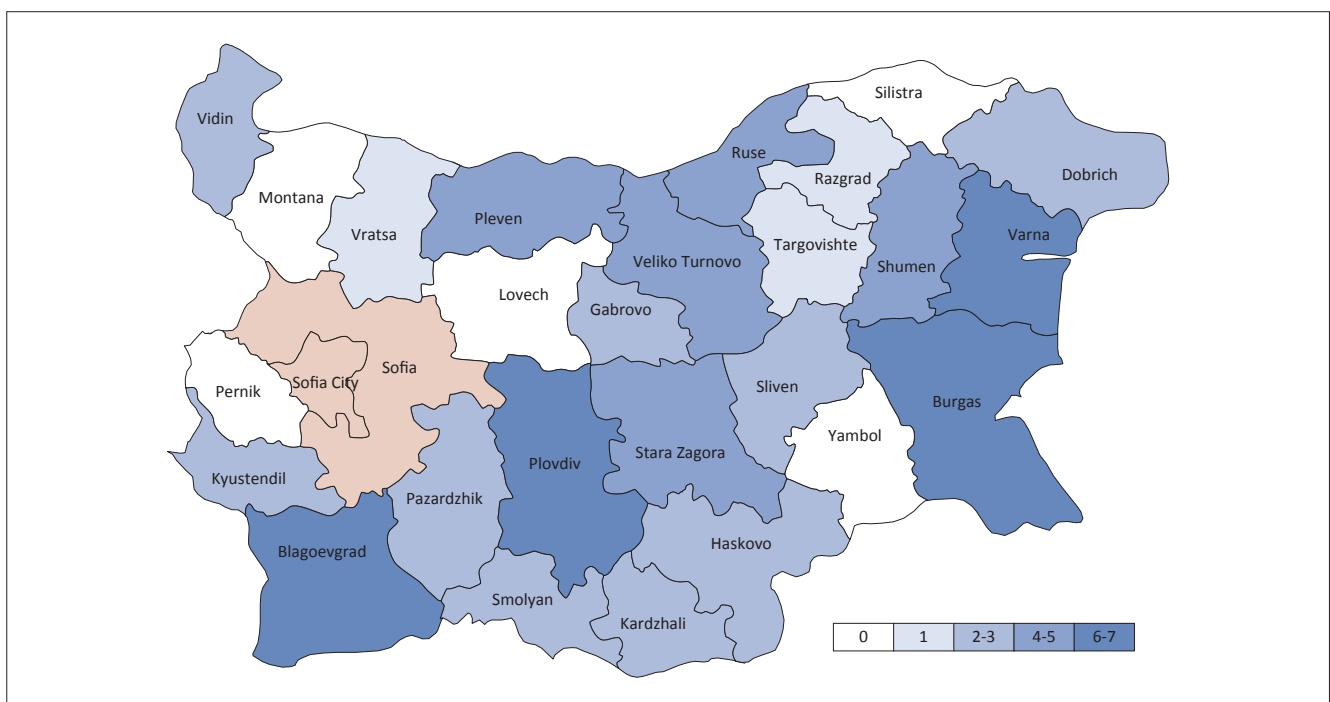 Silistra
Vidin
Ruse
Dobrich
Razgrad
Montana
Pleven
Vratsa
Varna
Targovishte
Veliko Turnovo
Shumen
Lovech
Gabrovo
Sofia
Sofia City
Sliven
Pernik
Burgas
Yambol
Stara Zagora
Plovdiv
Kyustendil
Pazardzhik
Haskovo
Blagoevgrad
Smolyan
Kardzhali
0 1 2-3 4-5 6-7